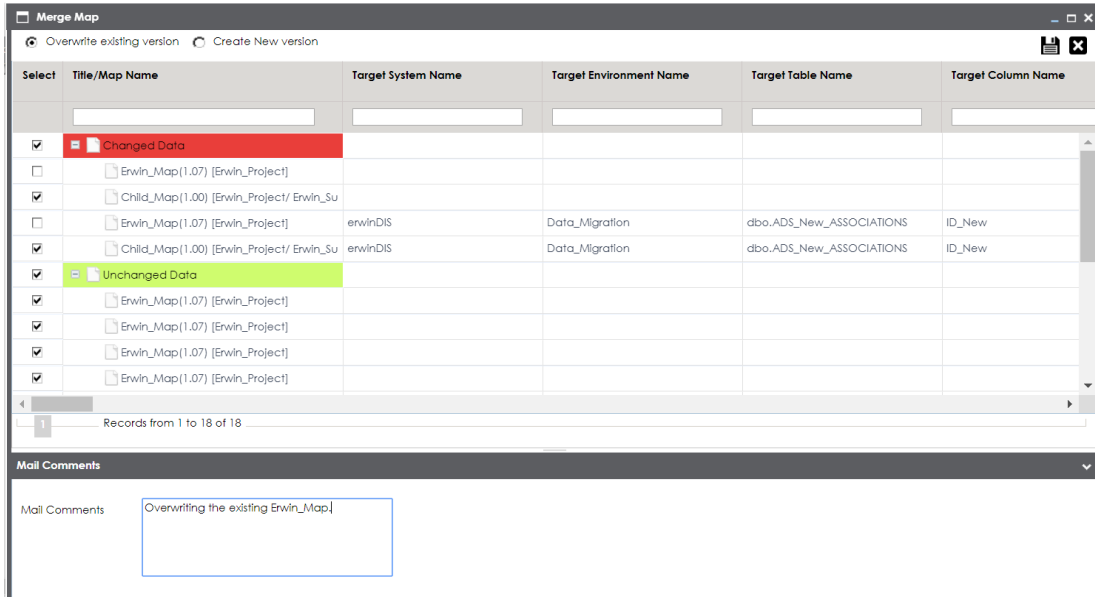 Merge Map
Overwrite existing version Create New version
Select Title/Map Name Target System Name Target Environment Name Target Table Name Target Column Name
Changed Data
Erwin_Map(1.07) [Erwin_Project]
Child_Map(1.00) [Erwin_Project/ Erwin_Su
Erwin_Map(1.07) [Erwin_Project] erwinDIS Data_Migration dbo.ADS_New_ASSOCIATIONS ID_New
Child_Map(1.00) [Erwin_Project/ Erwin_Su erwinDIS Data_Migration dbo.ADS_New_ASSOCIATIONS ID_New
Unchanged Data
Erwin_Map(1.07) [Erwin_Project]
Erwin_Map(1.07) [Erwin_Project]
Erwin_Map(1.07) [Erwin_Project]
Erwin_Map(1.07) [Erwin_Project]
1 Records from 1 to 18 of 18
Mail Comments
Mail Comments Overwriting the existing Erwin_Map.